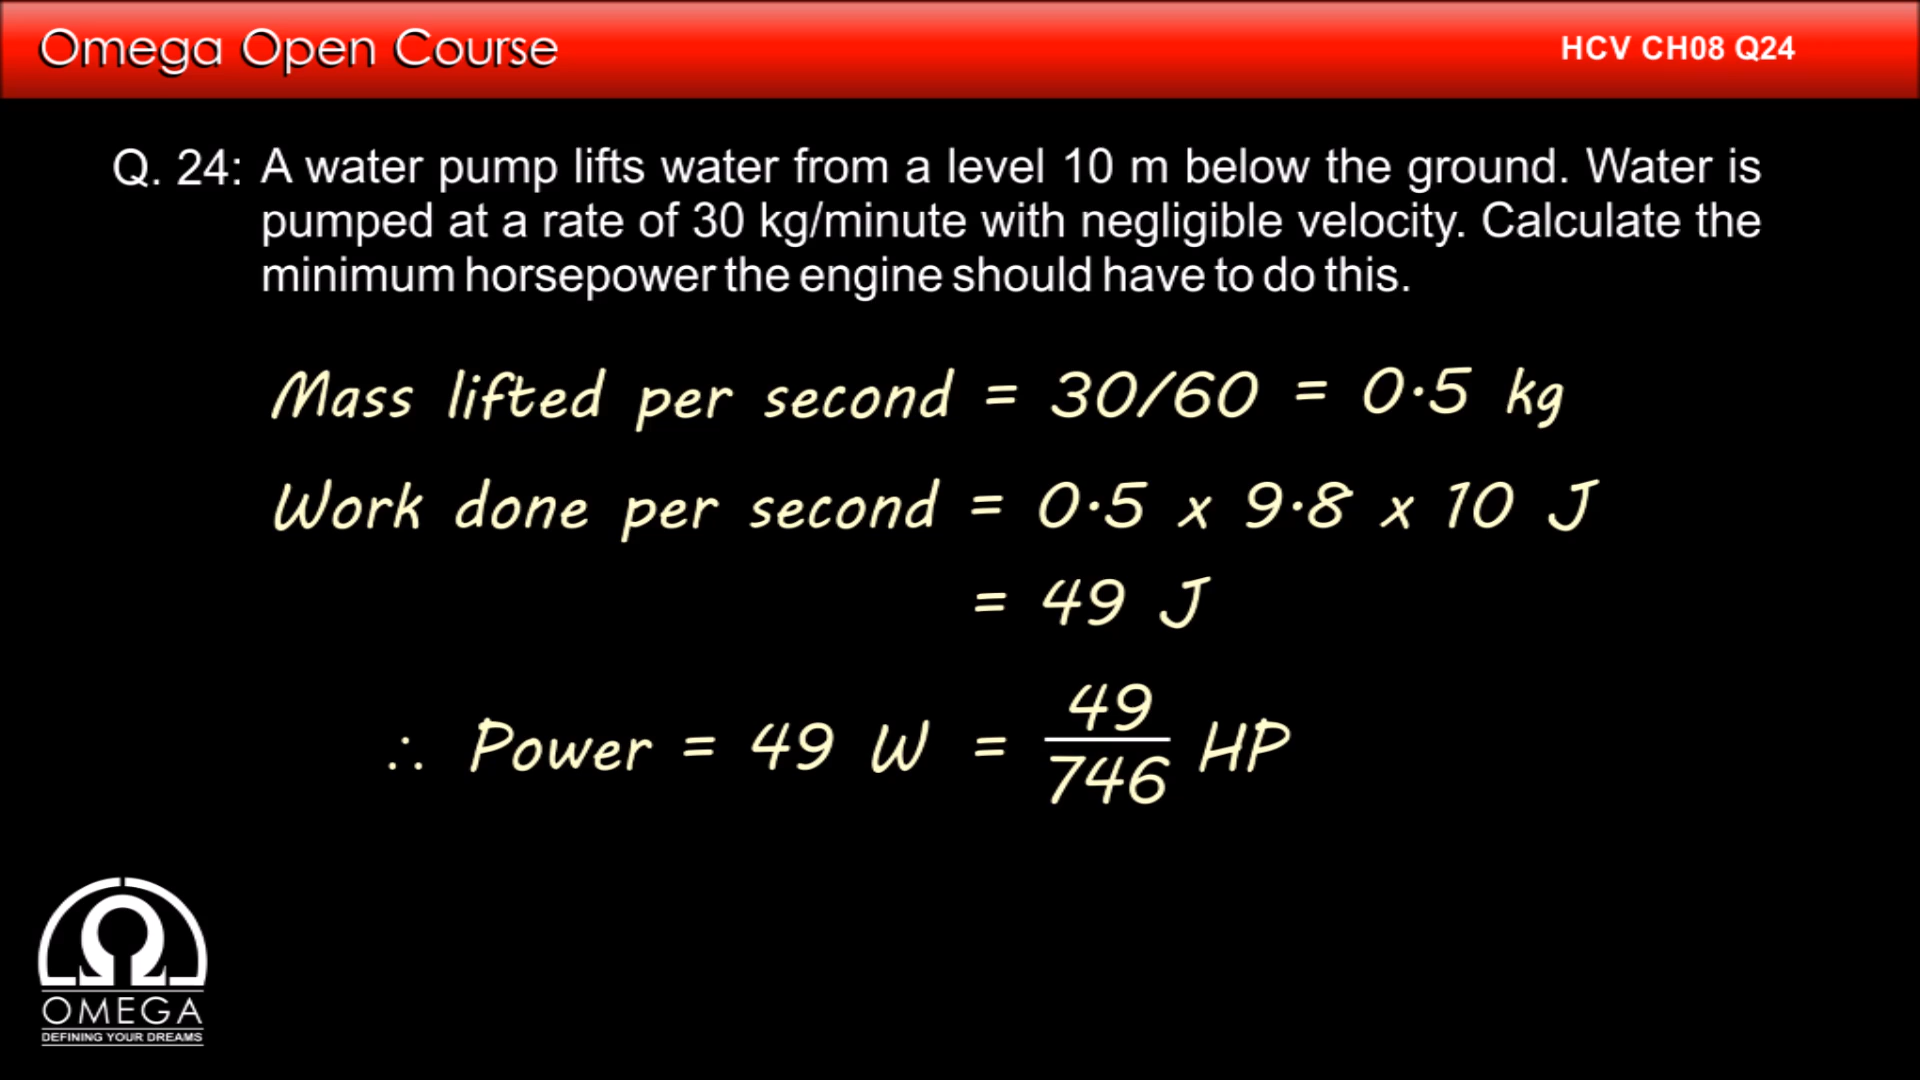 Omega Open Course
HCV CH08 Q24
Q. 24: A water pump lifts water from a level 10 m below the ground. Water is
pumped at a rate of 30 kg/minute with negligible velocity. Calculate the
minimum horsepower the engine should have to do this.
Mass lifted per second = 30/60 = 0·5 kg
Work done per second = 0·5 x 9·8 x 10 J
= 49 J
∴ Power = 49 W = 49/746 HP
Ω
OMEGA
DEFINING YOUR DREAMS